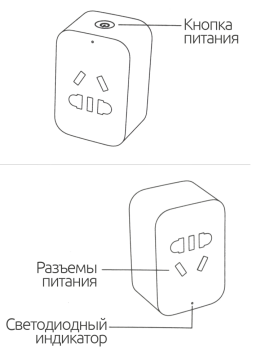 Кнопка
питания
Разъемы
питания
Светодиодный
индикатор